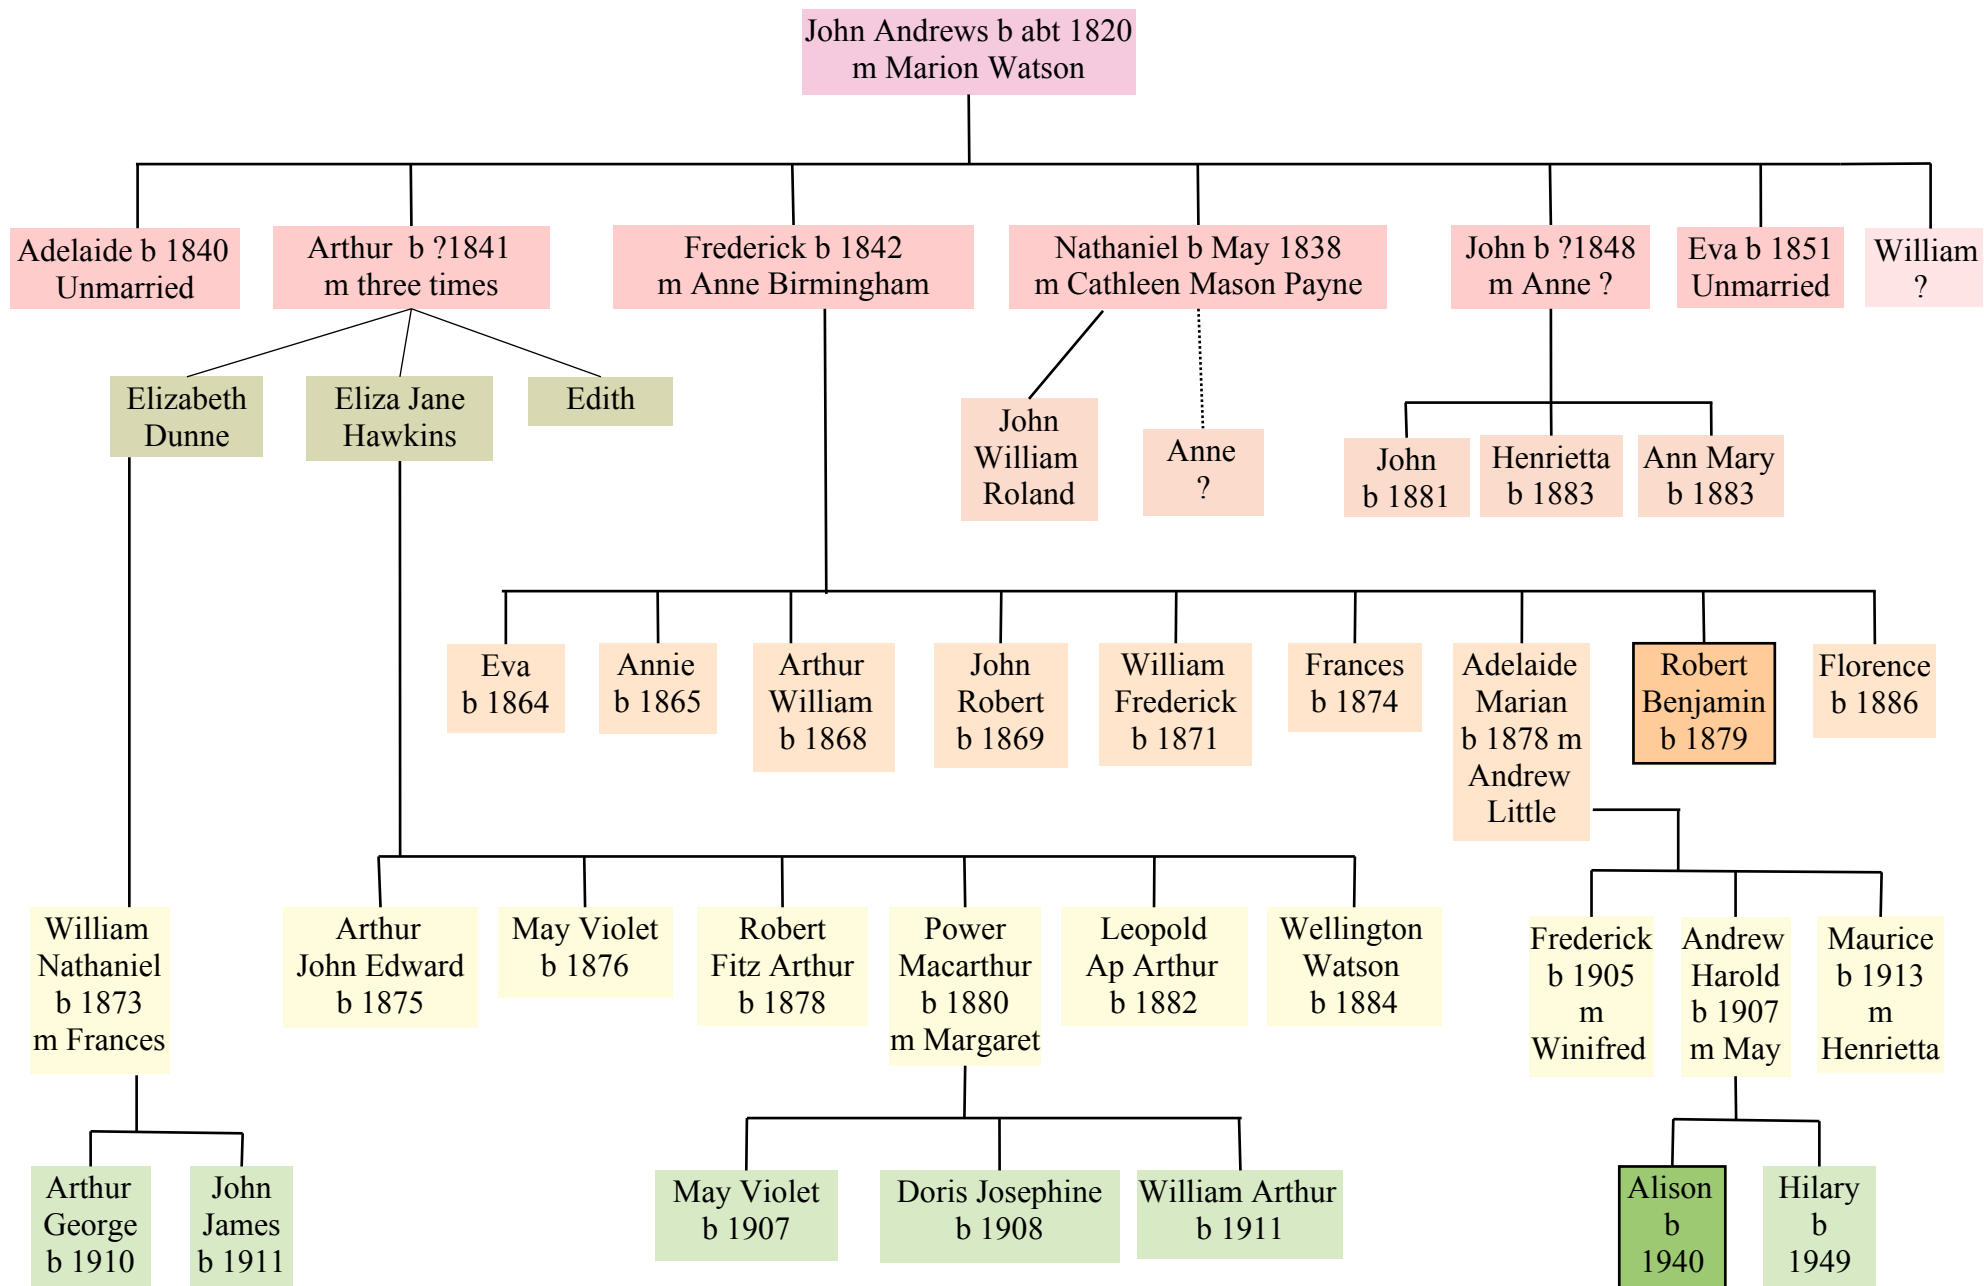 John Andrews b abt 1820
m Marion Watson
Adelaide b 1840
Unmarried
Arthur b ?1841
m three times
Frederick b 1842
m Anne Birmingham
Nathaniel b May 1838
m Cathleen Mason Payne
John b ?1848
m Anne ?
Eva b 1851
Unmarried
William
?
Elizabeth
Dunne
Eliza Jane
Hawkins
Edith
John
William
Roland
Anne
?
John
b 1881
Henrietta
b 1883
Ann Mary
b 1883
Eva
b 1864
Annie
b 1865
Arthur
William
b 1868
John
Robert
b 1869
William
Frederick
b 1871
Frances
b 1874
Adelaide
Marian
b 1878 m
Andrew
Little
Robert
Benjamin
b 1879
Florence
b 1886
William
Nathaniel
b 1873
m Frances
Arthur
John Edward
b 1875
May Violet
b 1876
Robert
Fitz Arthur
b 1878
Power
Macarthur
b 1880
m Margaret
Leopold
Ap Arthur
b 1882
Wellington
Watson
b 1884
Frederick
b 1905
m
Winifred
Andrew
Harold
b 1907
m May
Maurice
b 1913
m
Henrietta
Arthur
George
b 1910
John
James
b 1911
May Violet
b 1907
Doris Josephine
b 1908
William Arthur
b 1911
Alison
b
1940
Hilary
b
1949